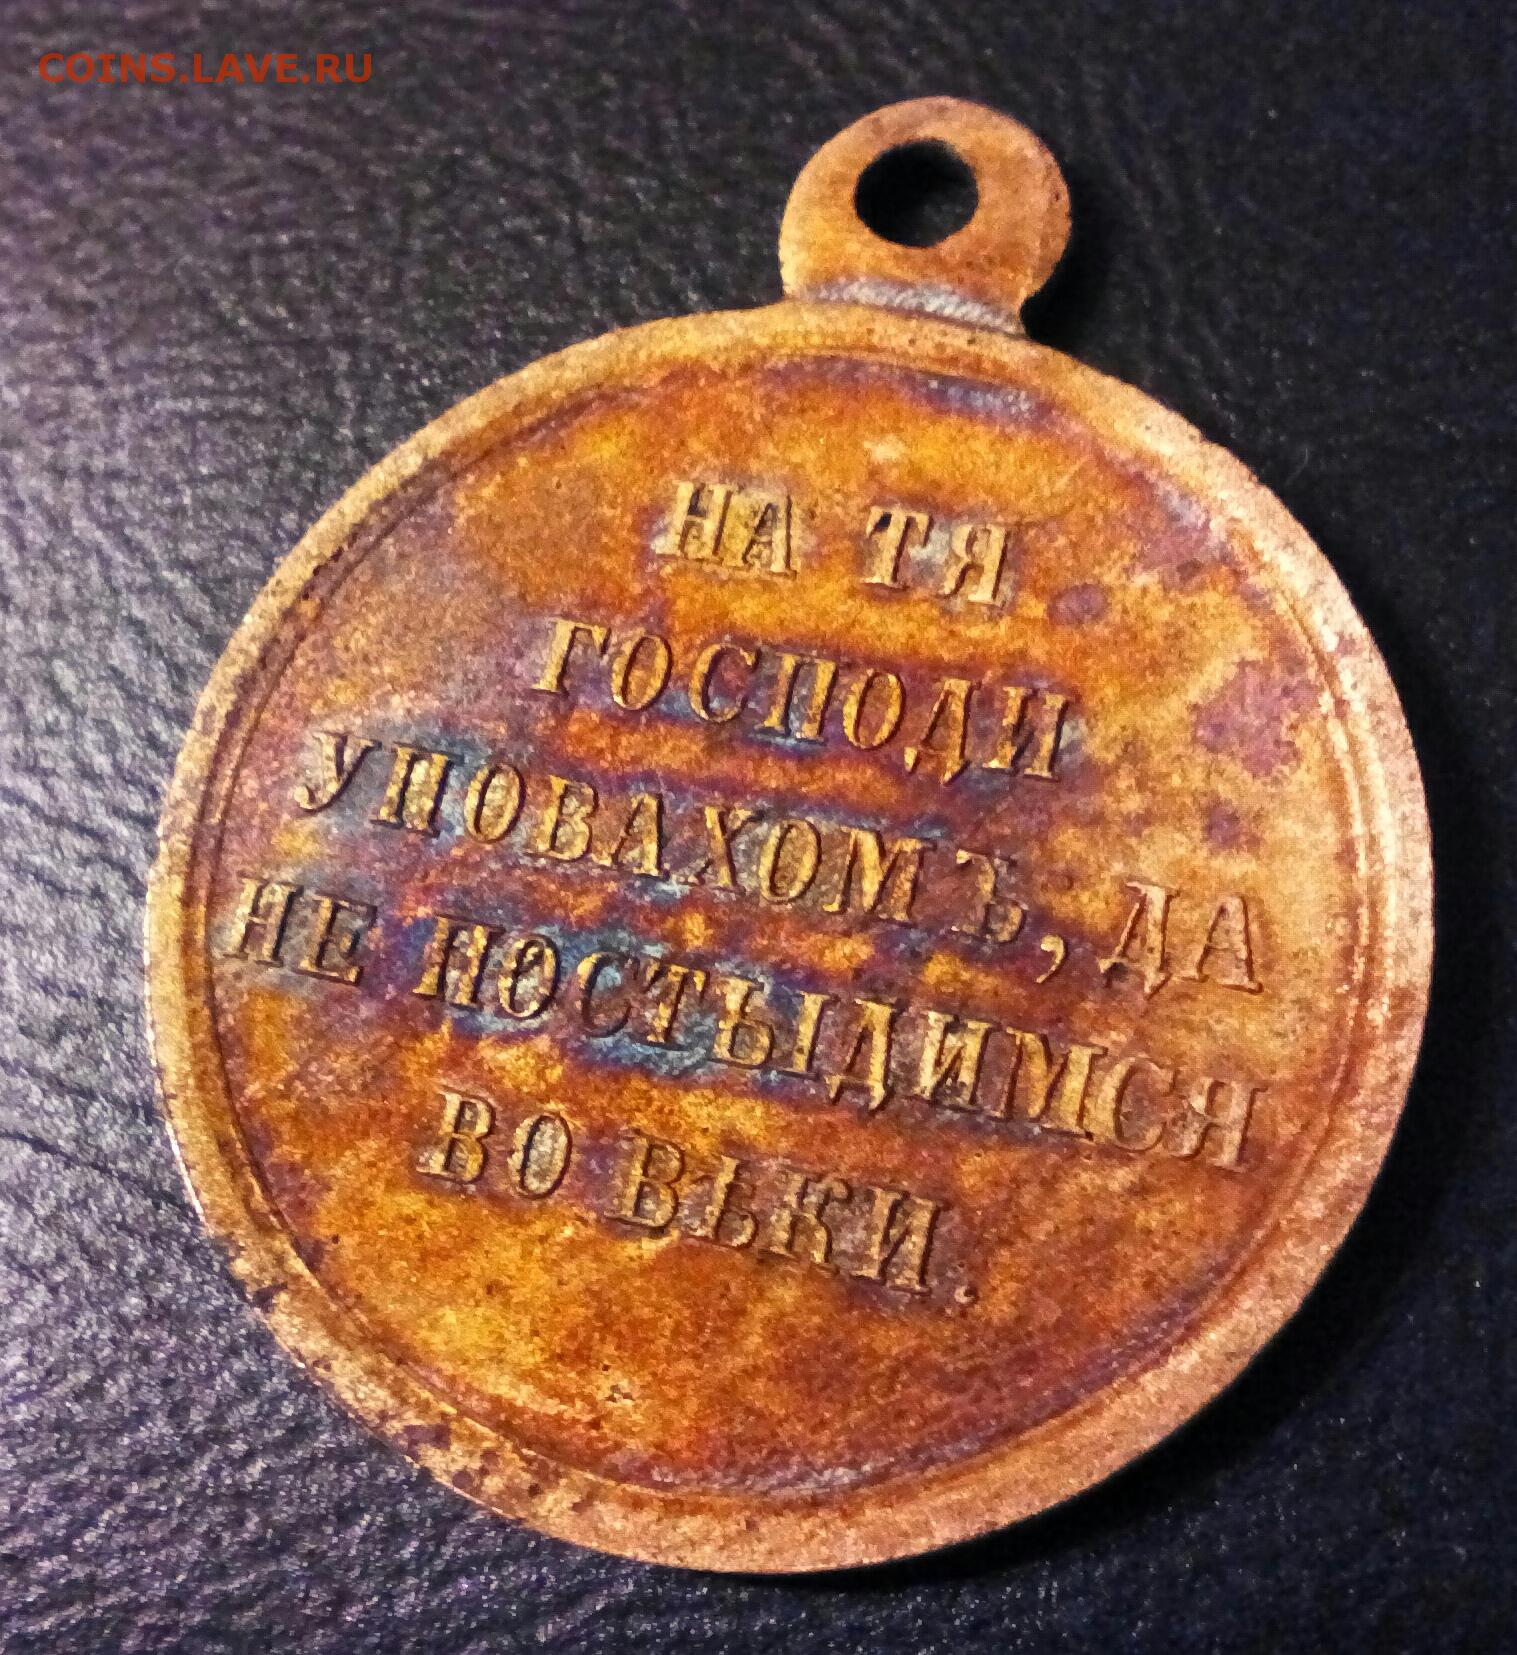 COINS.LAVE.RU
НА ТЯ
ГОСПОДИ
УПОВАХОМЪ, ДА
НЕ ПОСТЫДИМСЯ
ВО ВѢКИ.